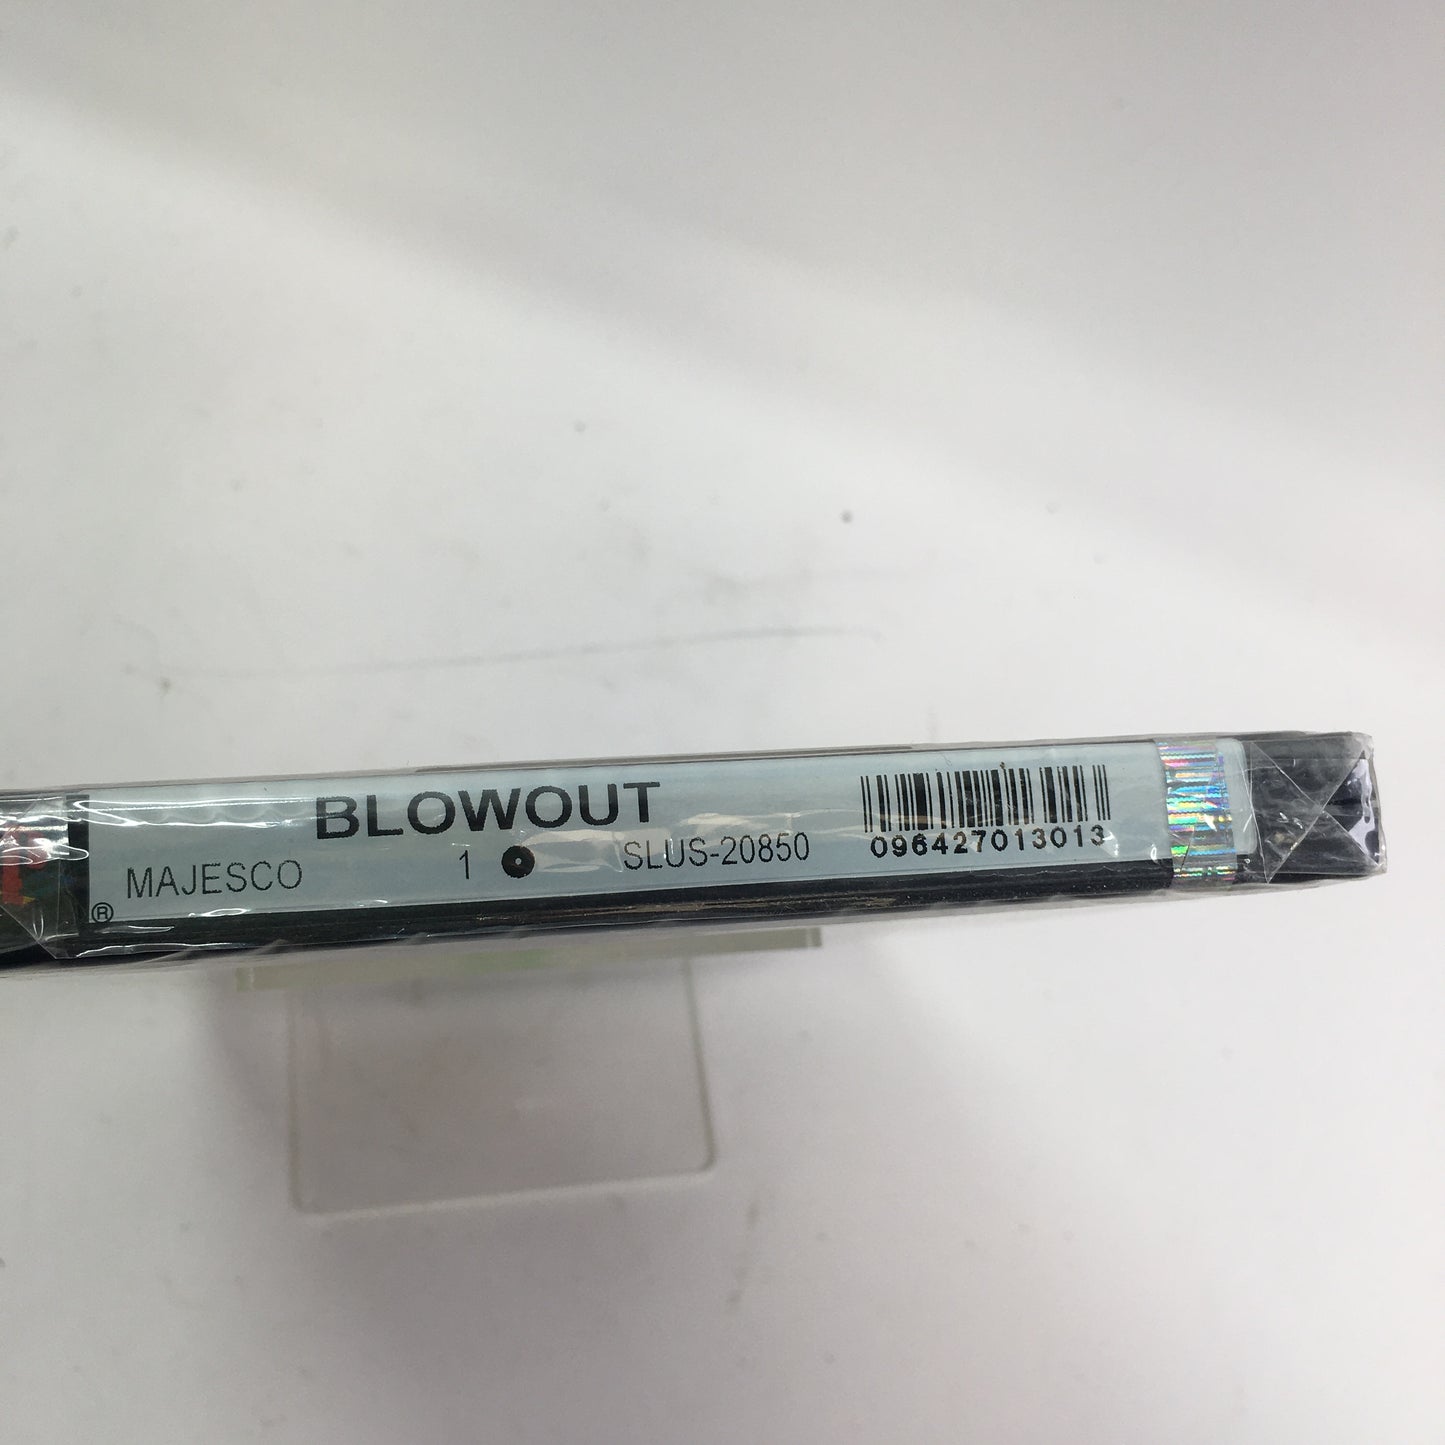 BLOWOUT
MAJESCO 1 SLUS-20850
096427013013
®